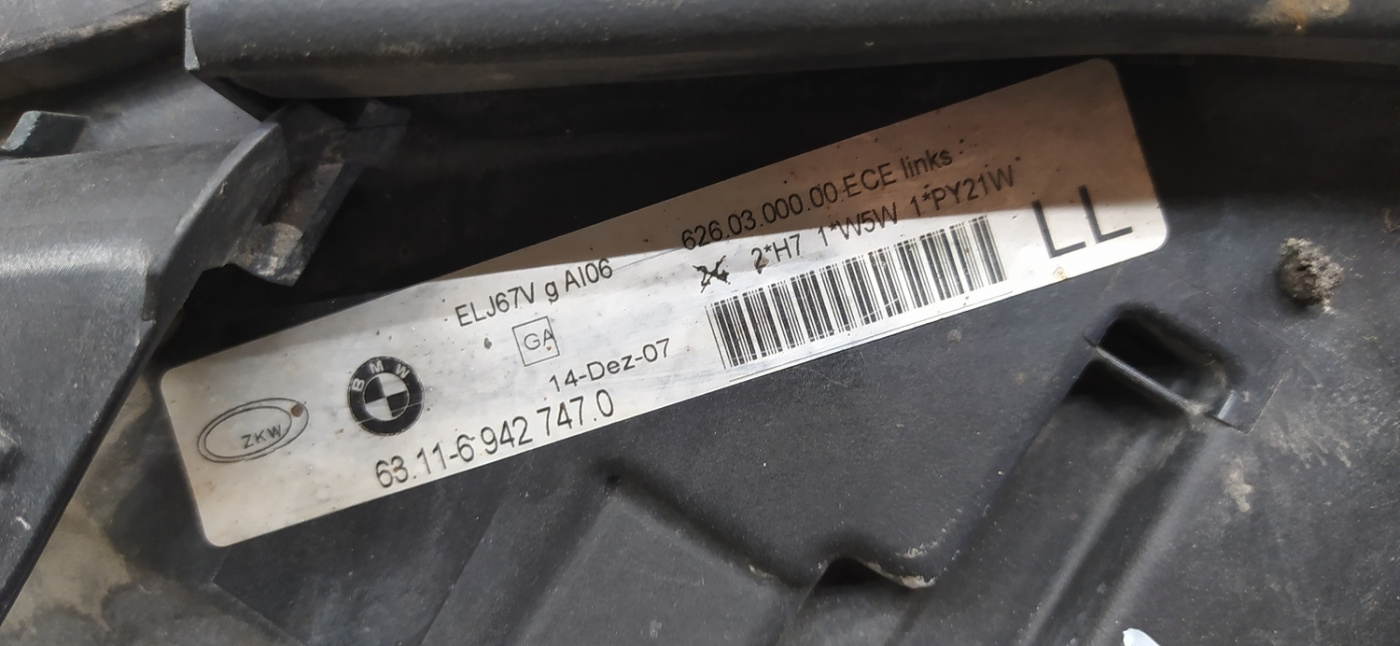 626.03.000.00 ECE links
ELJ67V g Al06
2*H7 1*W5W 1*PY21W
GA
LL
14-Dez-07
BMW
ZKW
63.11-6 942 747.0